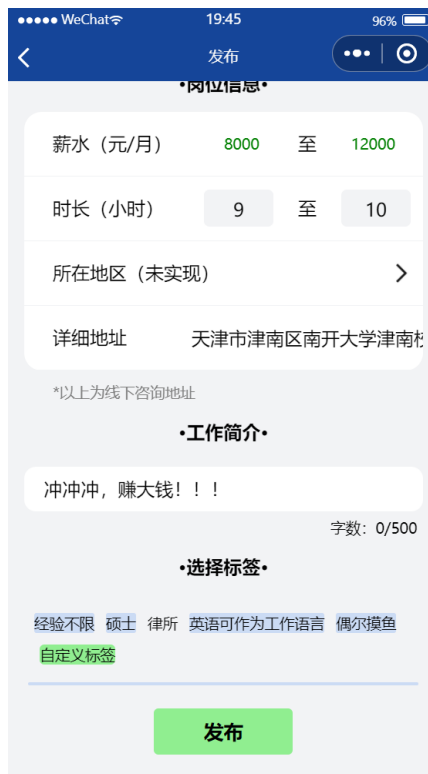 WeChat 19:45 96%
发布
•岗位信息•
薪水（元/月） 8000 至 12000
时长（小时） 9 至 10
所在地区（未实现）
详细地址 天津市津南区南开大学津南校
*以上为线下咨询地址
•工作简介•
冲冲冲，赚大钱！！！
字数：0/500
•选择标签•
经验不限 硕士 律所 英语可作为工作语言 偶尔摸鱼
自定义标签
发布